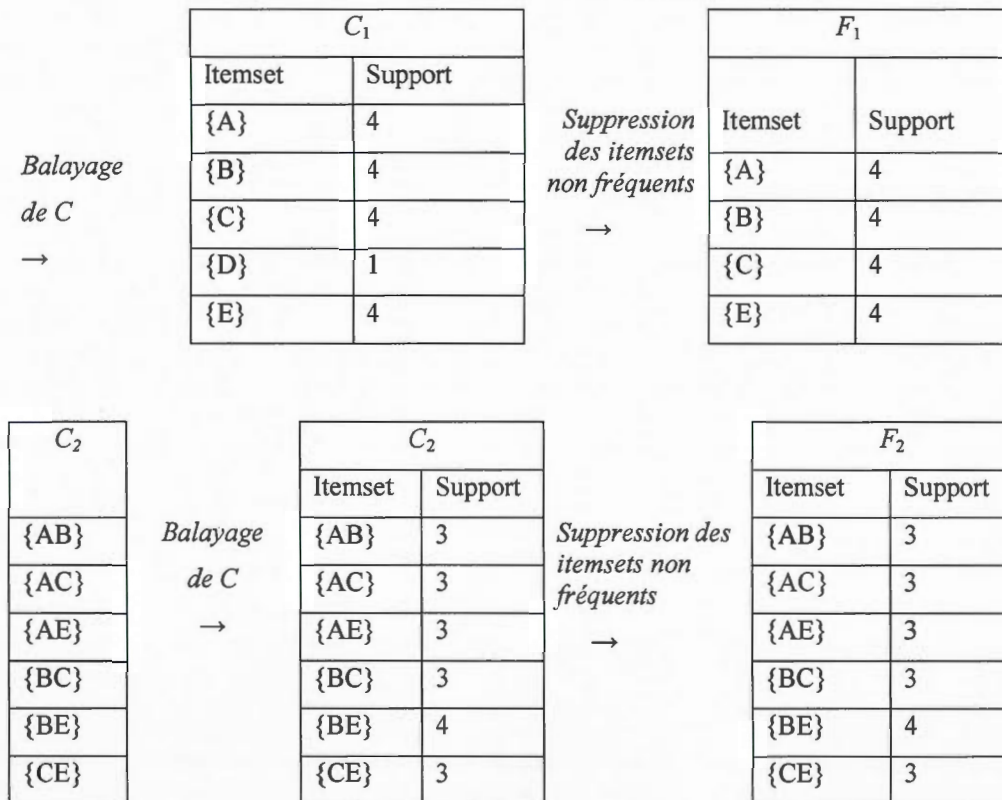 C₁
Itemset Support
{A} 4
{B} 4
{C} 4
{D} 1
{E} 4
Balayage
de C
→
Suppression
des itemsets
non fréquents
→
F₁
Itemset Support
{A} 4
{B} 4
{C} 4
{E} 4
C₂
{AB}
{AC}
{AE}
{BC}
{BE}
{CE}
Balayage
de C
→
C₂
Itemset Support
{AB} 3
{AC} 3
{AE} 3
{BC} 3
{BE} 4
{CE} 3
Suppression des
itemsets non
fréquents
→
F₂
Itemset Support
{AB} 3
{AC} 3
{AE} 3
{BC} 3
{BE} 4
{CE} 3